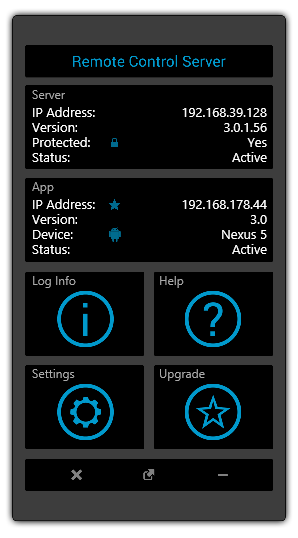 Remote Control Server
Server
IP Address: 192.168.39.128
Version: 3.0.1.56
Protected: Yes
Status: Active
App
IP Address: 192.168.178.44
Version: 3.0
Device: Nexus 5
Status: Active
Log Info Help
Settings Upgrade